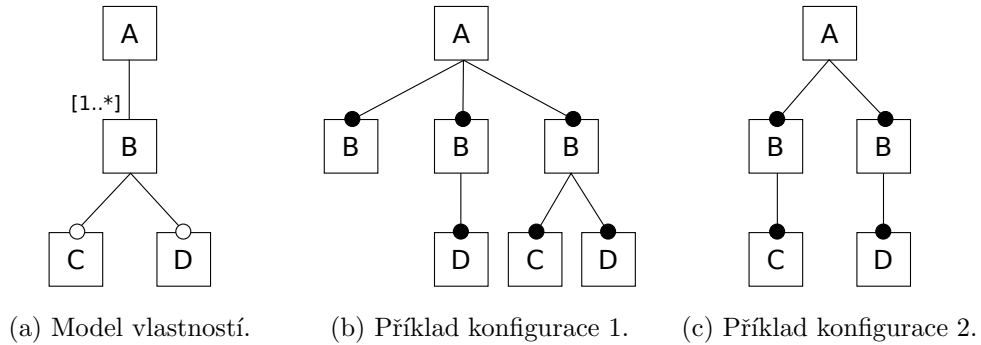 A
[1..*]
B
C
D
(a) Model vlastností.
A
B
B
B
D
C
D
(b) Příklad konfigurace 1.
A
B
B
C
D
(c) Příklad konfigurace 2.